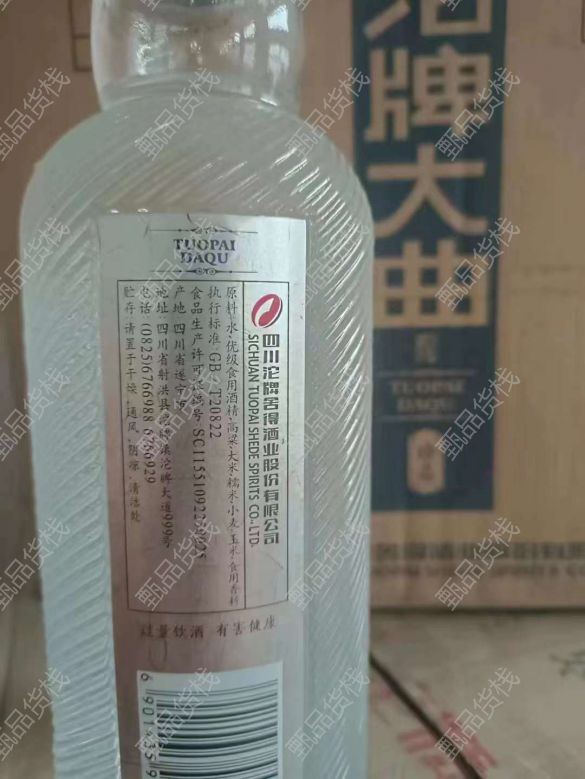 沱牌大曲
TUOPAI
DAQU
TUOPAI
DAQU
四川沱牌舍得酒业股份有限公司
SICHUAN TUOPAI SHEDE SPIRITS CO., LTD.
原料:水、优级食用酒精、高粱、大米、糯米、小麦、玉米、食用香料
执行标准:GB/T20822
食品生产许可证编号:SC11551092
产地:四川省遂宁市
地址:四川省射洪县沱牌镇沱牌大道999号
电话:(0825)6766988 6766929
贮存:请置于干燥、通风、阴凉、清洁处
过量饮酒 有害健康
6 901435 9
甄品货栈